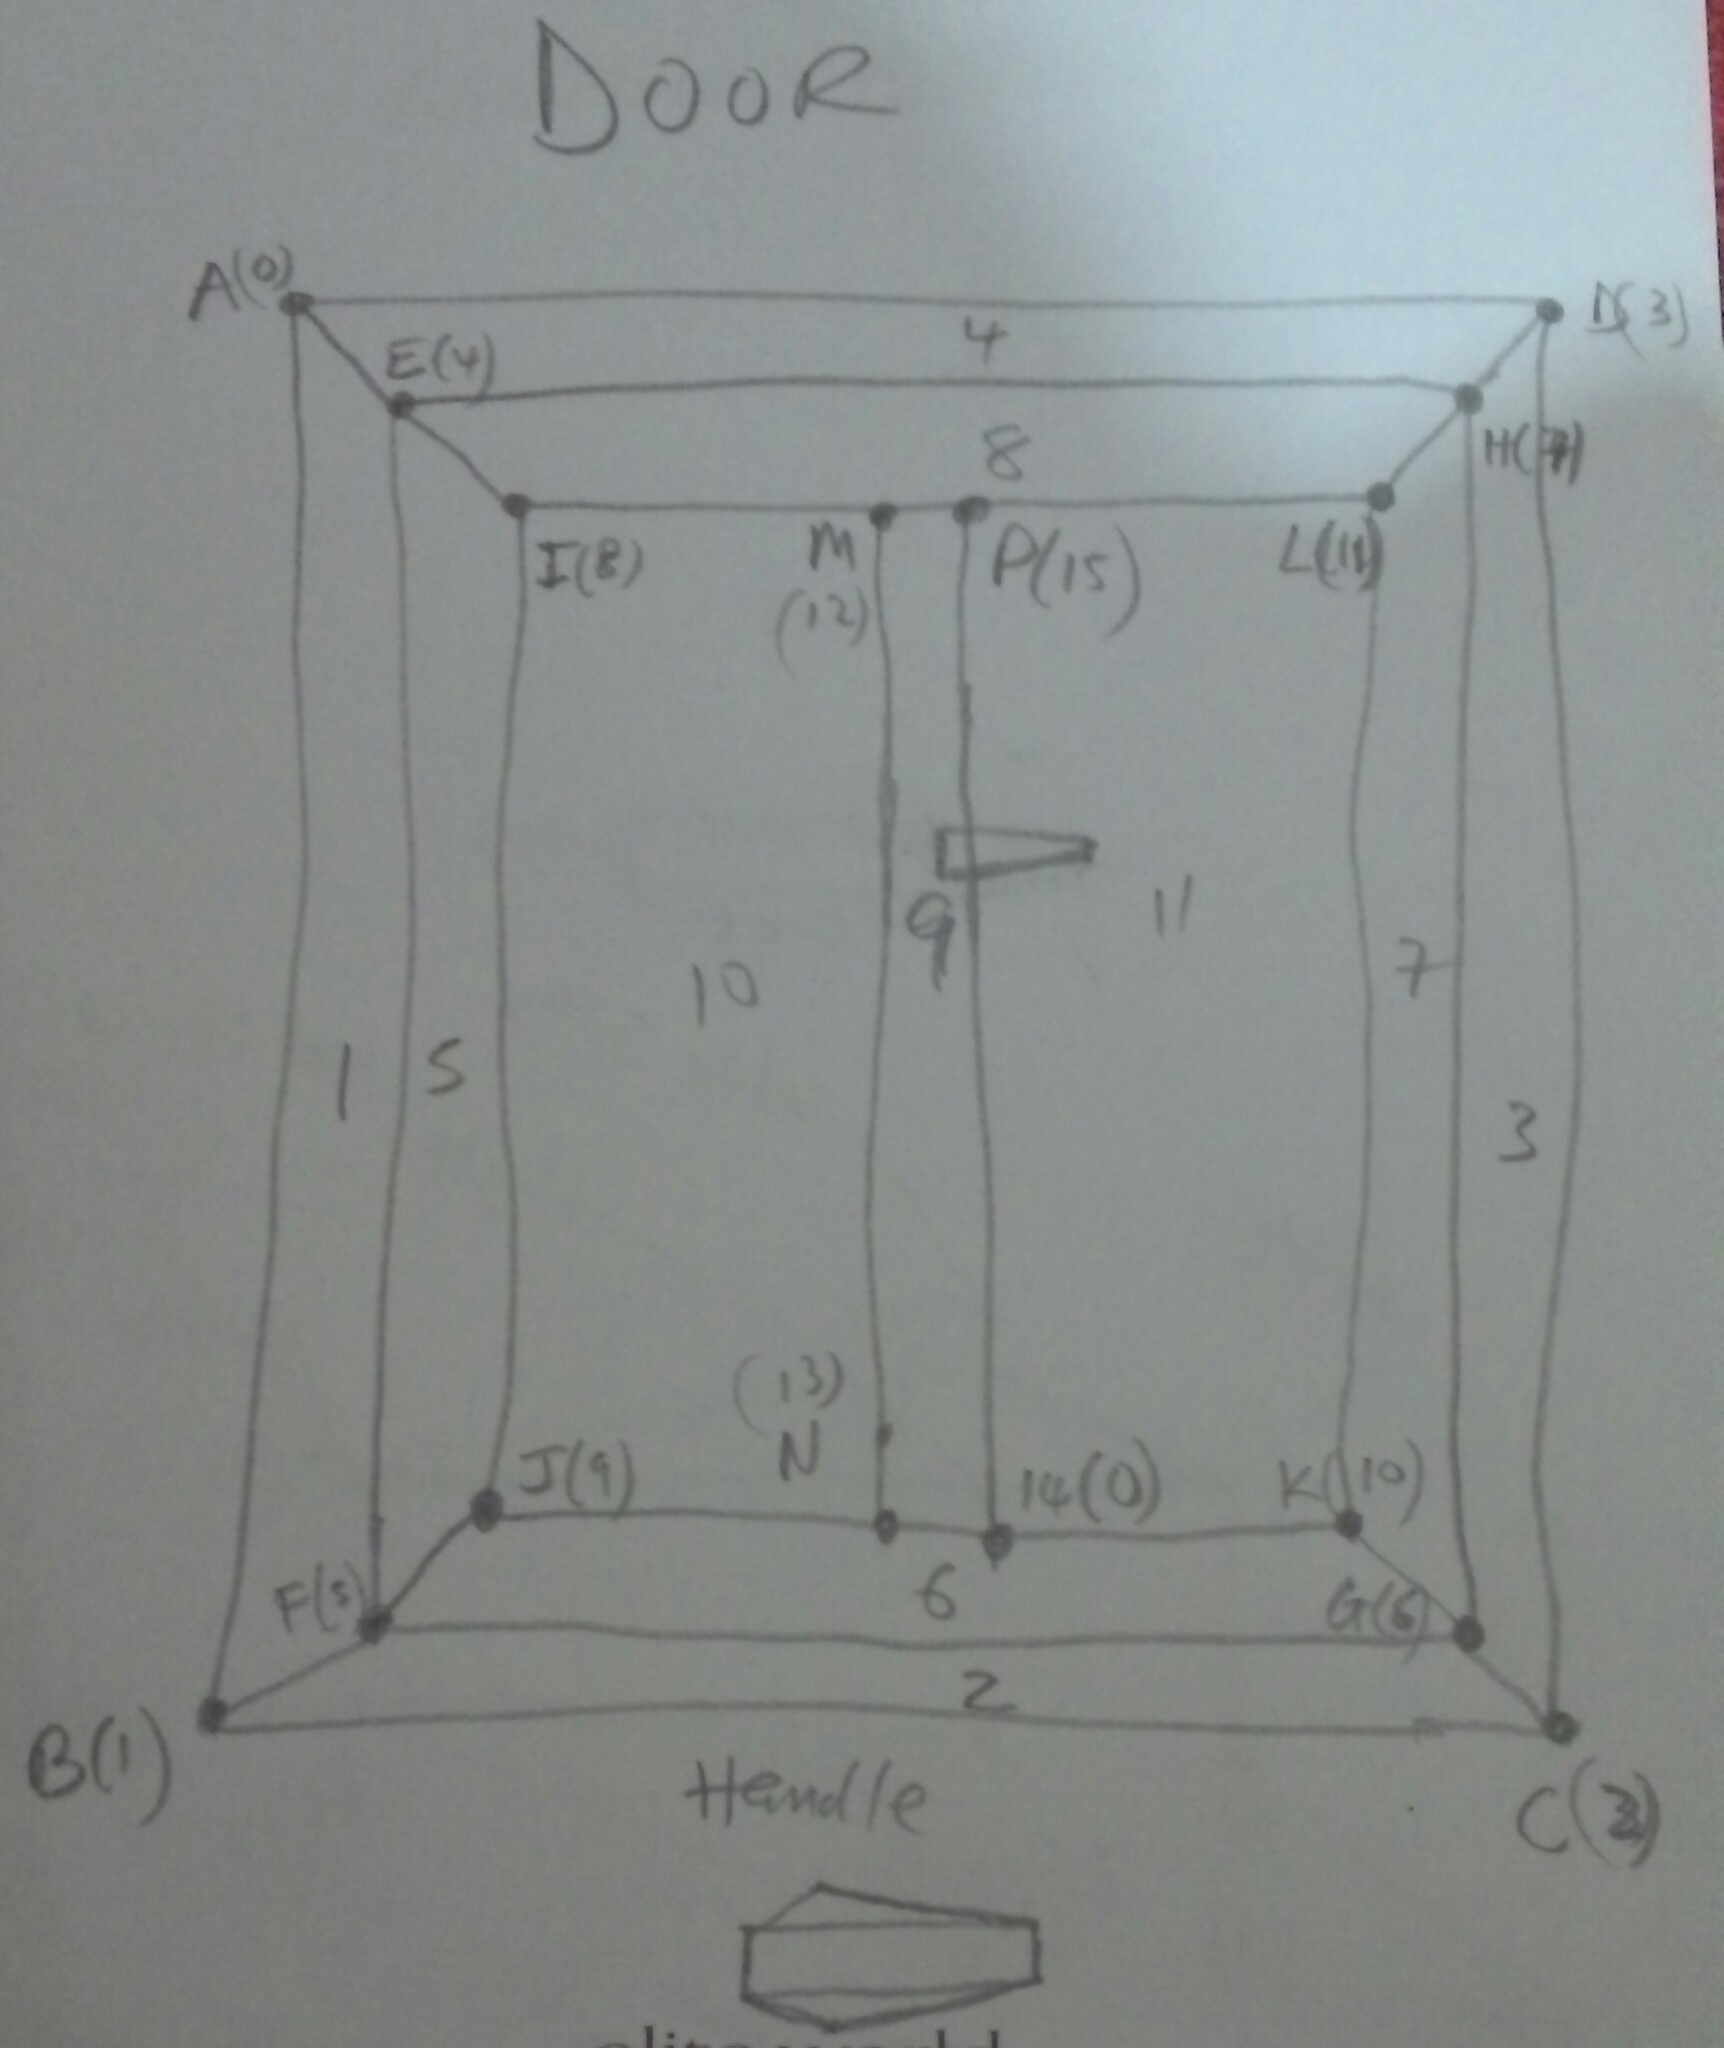 DOOR
A(0)
D(3)
4
E(4)
H(7)
8
I(8)
M
(12)
P(15)
L(11)
9
11
10
7
1
5
3
(13)
N
J(9)
14(0)
K(10)
F(5)
6
G(6)
2
B(1)
Handle
C(2)